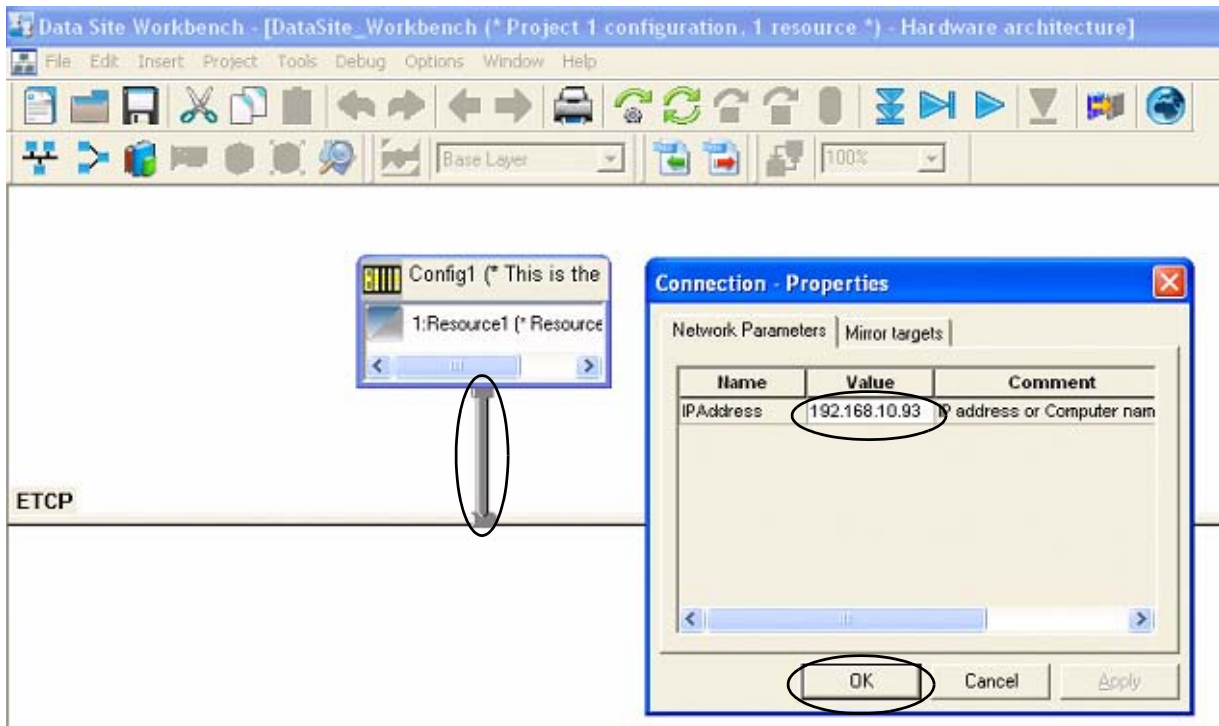 Data Site Workbench - [DataSite_Workbench (* Project 1 configuration, 1 resource *) - Hardware architecture]
File Edit Insert Project Tools Debug Options Window Help
Base Layer
100%
Config1 (* This is the
1:Resource1 (* Resource
ETCP
Connection - Properties
Network Parameters Mirror targets
Name Value Comment
IPAddress 192.168.10.93 IP address or Computer nam
OK Cancel Apply